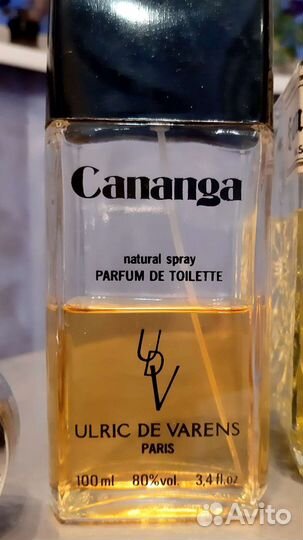 Cananga
natural spray
PARFUM DE TOILETTE
UDV
ULRIC DE VARENS
PARIS
100 ml 80% vol. 3,4 fl.oz
Avito